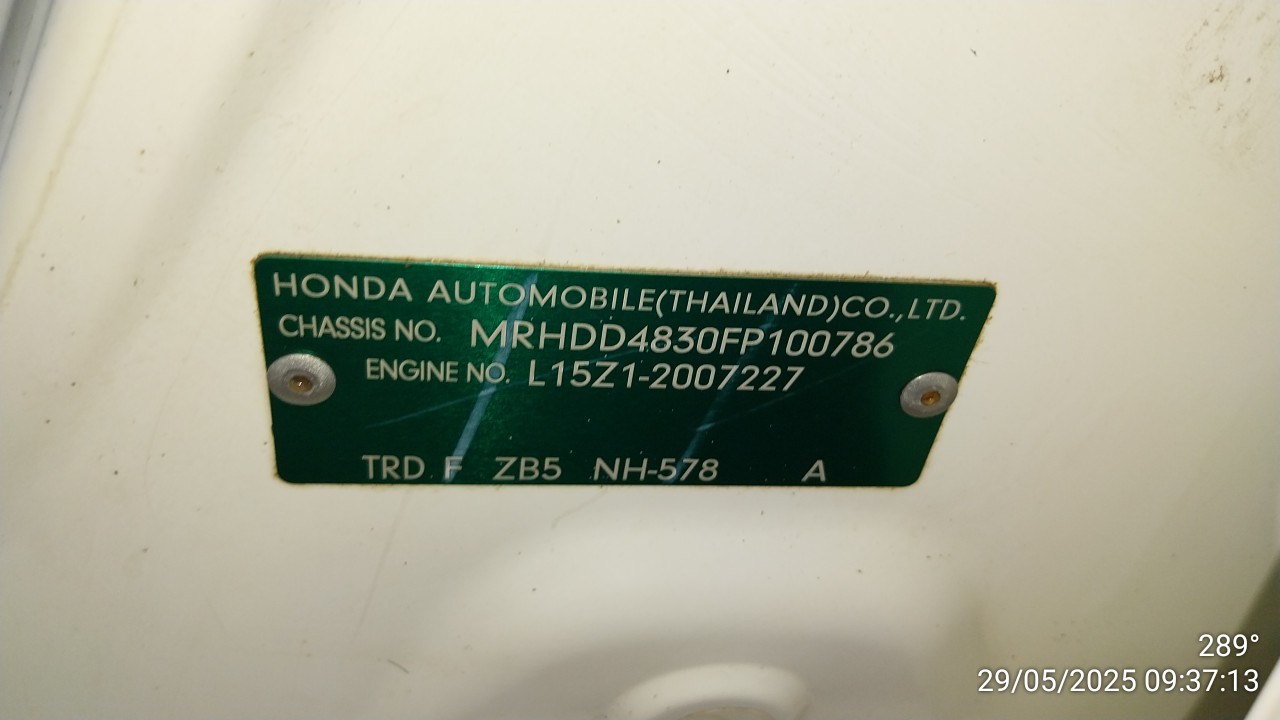 HONDA AUTOMOBILE(THAILAND)CO.,LTD.
CHASSIS NO. MRHDD4830FP100786
ENGINE NO. L15Z1-2007227
TRD F ZB5 NH-578 A
289°
29/05/2025 09:37:13